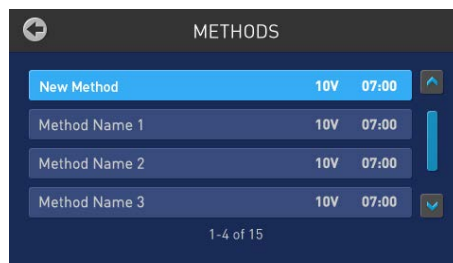 METHODS
New Method 10V 07:00
Method Name 1 10V 07:00
Method Name 2 10V 07:00
Method Name 3 10V 07:00
1-4 of 15